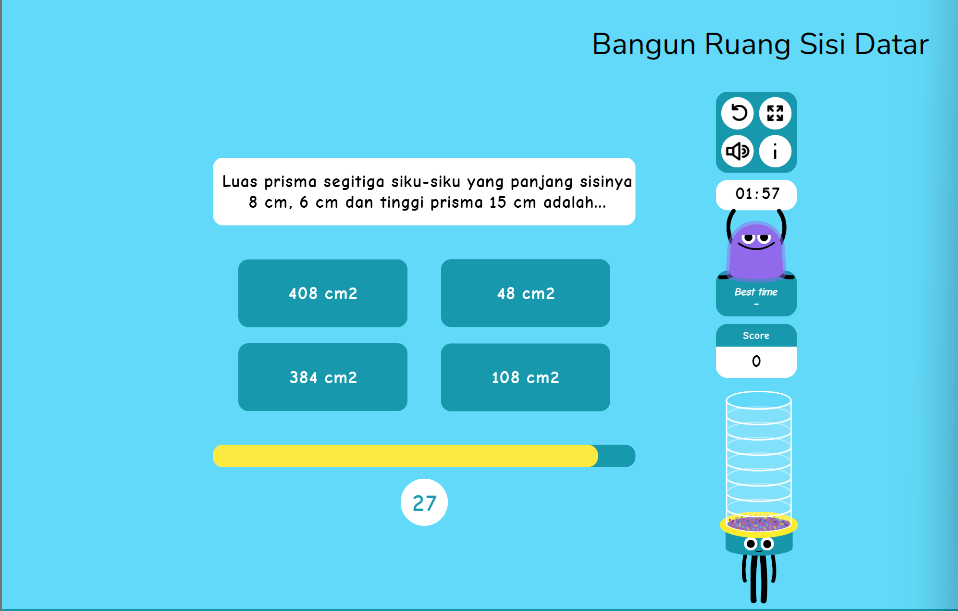 Bangun Ruang Sisi Datar
Luas prisma segitiga siku-siku yang panjang sisinya
8 cm, 6 cm dan tinggi prisma 15 cm adalah...
408 cm2
48 cm2
384 cm2
108 cm2
27
i
01:57
Best time
-
Score
0